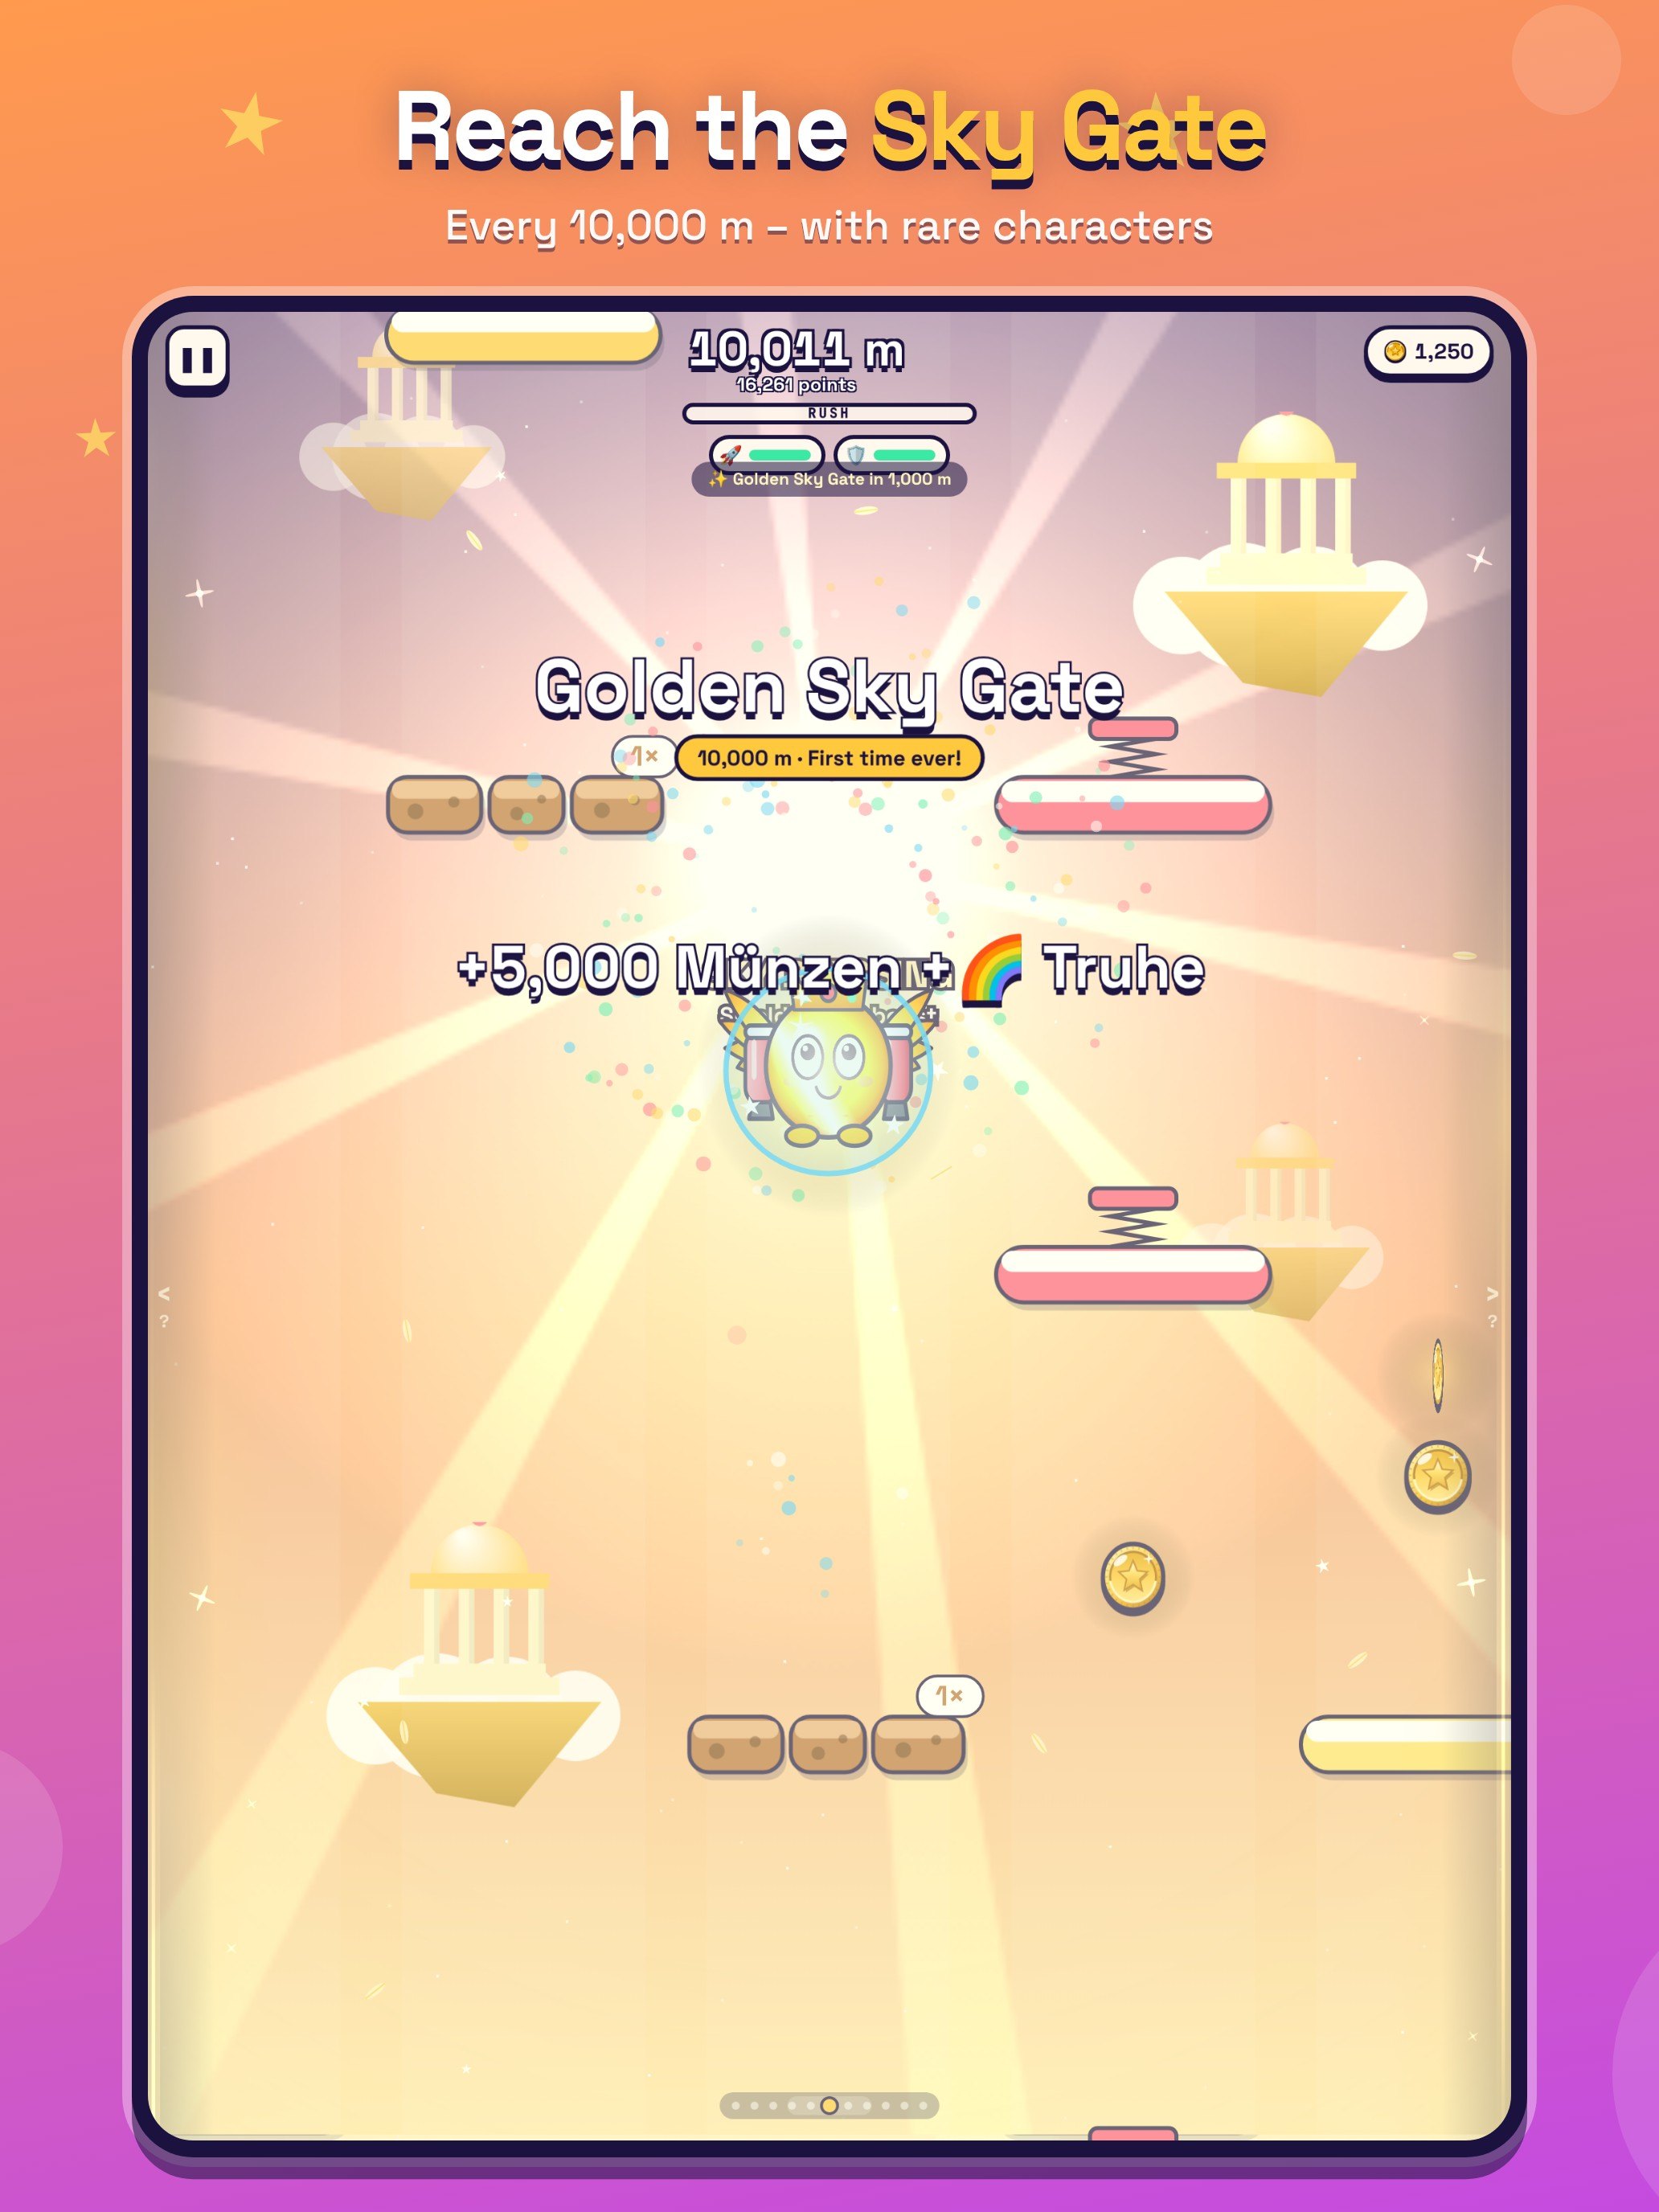 Reach the Sky Gate
Every 10,000 m – with rare characters
10,011 m
1,250
16,261 points
RUSH
✨ Golden Sky Gate in 1,000 m
Golden Sky Gate
1×
10,000 m · First time ever!
+5,000 Münzen + 🌈 Truhe
<
>
?
?
1×